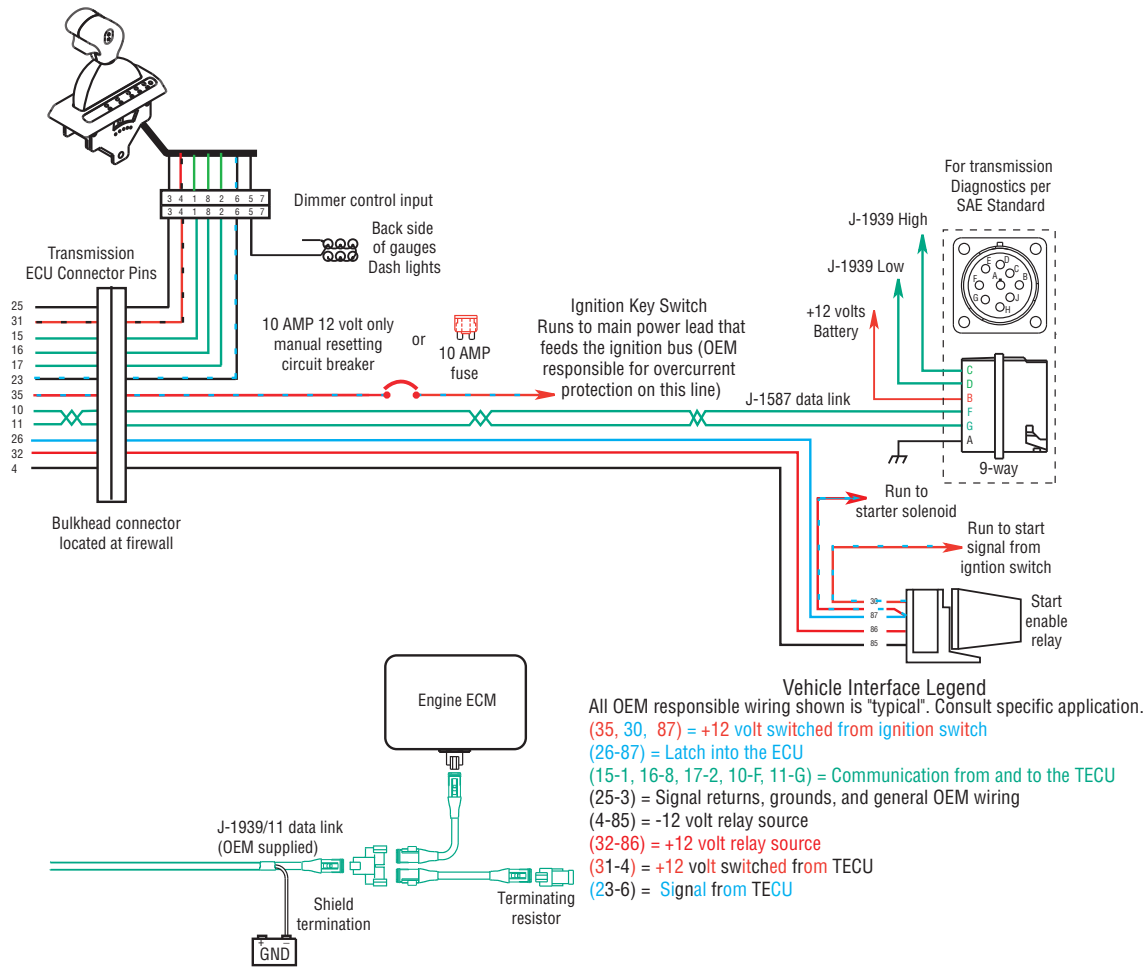 For transmission
Diagnostics per
SAE Standard
J-1939 High
J-1939 Low
+12 volts
Battery
E D
F A C B
G J
H
C
D
B
F
G
A
9-way
3 4 1 8 2 6 5 7
3 4 1 8 2 6 5 7
Dimmer control input
Back side
of gauges
Dash lights
Transmission
ECU Connector Pins
25
31
15
16
17
23
35
10
11
26
32
4
Bulkhead connector
located at firewall
10 AMP 12 volt only
manual resetting
circuit breaker
or
10 AMP
fuse
Ignition Key Switch
Runs to main power lead that
feeds the ignition bus (OEM
responsible for overcurrent
protection on this line)
J-1587 data link
Run to
starter solenoid
Run to start
signal from
igntion switch
30
87
86
85
Start
enable
relay
Engine ECM
J-1939/11 data link
(OEM supplied)
Shield
termination
+ –
GND
Terminating
resistor
Vehicle Interface Legend
All OEM responsible wiring shown is "typical". Consult specific application.
(35, 30, 87) = +12 volt switched from ignition switch
(26-87) = Latch into the ECU
(15-1, 16-8, 17-2, 10-F, 11-G) = Communication from and to the TECU
(25-3) = Signal returns, grounds, and general OEM wiring
(4-85) = -12 volt relay source
(32-86) = +12 volt relay source
(31-4) = +12 volt switched from TECU
(23-6) = Signal from TECU